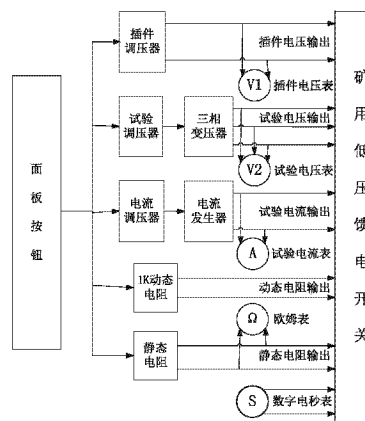 面板按钮
插件
调压器
插件电压输出
V1
插件电压表
试验
调压器
三相
变压器
试验电压输出
V2
试验电压表
电流
调压器
电流
发生器
试验电流输出
A
试验电流表
1K动态
电阻
动态电阻输出
Ω
欧姆表
静态
电阻
静态电阻输出
S
数字电秒表
矿用低压馈电开关